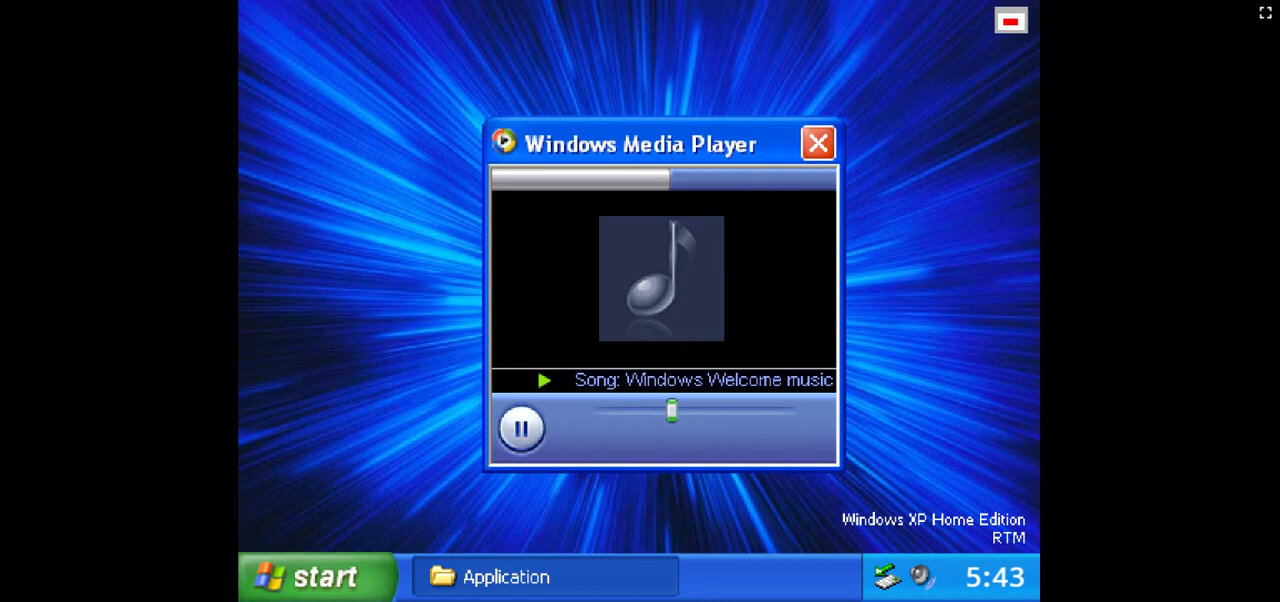 Windows Media Player
Song: Windows Welcome music
Windows XP Home Edition
RTM
start
Application
5:43